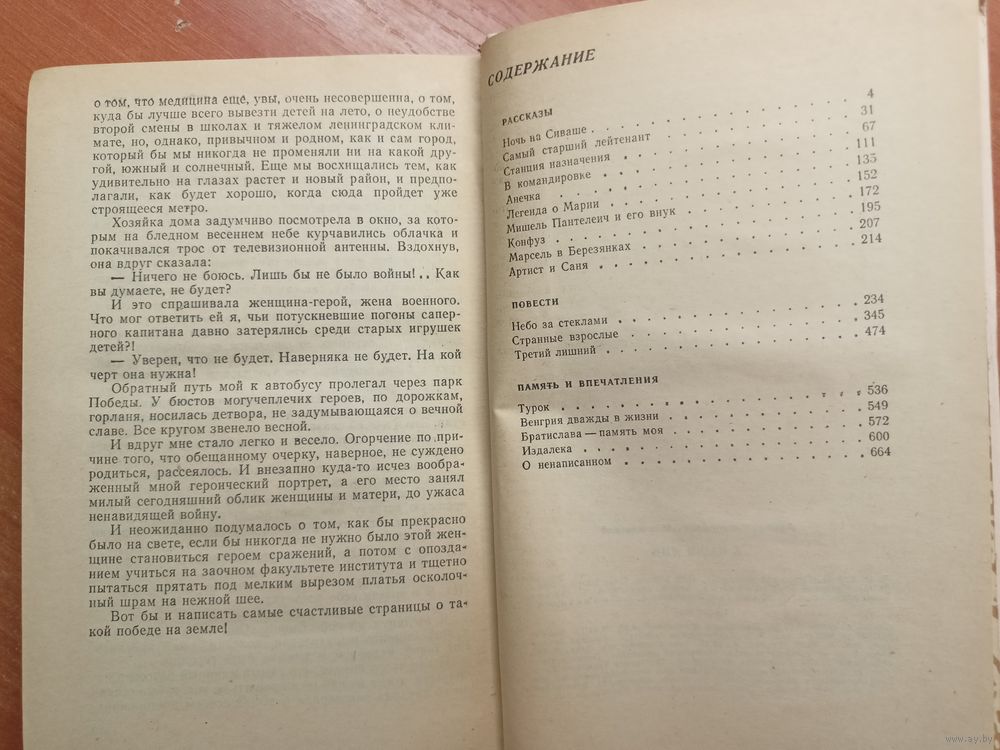 о том, что медицина еще, увы, очень несовершенна, о том,
куда бы лучше всего вывезти детей на лето, о неудобстве
второй смены в школах и тяжелом ленинградском кли-
мате, но, однако, привычном и родном, как и сам город,
который бы мы никогда не променяли ни на какой дру-
гой, южный и солнечный. Еще мы восхищались тем, как
удивительно на глазах растет и новый район, и предпо-
лагали, как будет хорошо, когда сюда пройдет уже
строящееся метро.
Хозяйка дома задумчиво посмотрела в окно, за кото-
рым на бледном весеннем небе курчавились облачка и
покачивался трос от телевизионной антенны. Вздохнув,
она вдруг сказала:
— Ничего не боюсь. Лишь бы не было войны!.. Как
вы думаете, не будет?
И это спрашивала женщина-герой, жена военного.
Что мог ответить ей я, чьи потускневшие погоны сапер-
ного капитана давно затерялись среди старых игрушек
детей?!
— Уверен, что не будет. Наверняка не будет. На кой
черт она нужна!
Обратный путь мой к автобусу пролегал через парк
Победы. У бюстов могучеплечих героев, по дорожкам,
горланя, носилась детвора, не задумывающаяся о вечной
славе. Все кругом звенело весной.
И вдруг мне стало легко и весело. Огорчение по при-
чине того, что обещанному очерку, наверное, не суждено
родиться, рассеялось. И внезапно куда-то исчез вообра-
женный мной героический портрет, а его место занял
милый сегодняшний облик женщины и матери, до ужаса
ненавидящей войну.
И неожиданно подумалось о том, как бы прекрасно
было на свете, если бы никогда не нужно было этой жен-
щине становиться героем сражений, а потом с опозда-
нием учиться на заочном факультете института и тщетно
пытаться прятать под мелким вырезом платья осколоч-
ный шрам на нежной шее.
Вот бы и написать самые счастливые страницы о та-
кой победе на земле!
СОДЕРЖАНИЕ
РАССКАЗЫ
Ночь на Сиваше . . . 4
Самый старший лейтенант . . . 31
Станция назначения . . . 67
В командировке . . . 111
Анечка . . . 135
Легенда о Марии . . . 152
Мишель Пантелеич и его внук . . . 172
Конфуз . . . 195
Марсель в Березянках . . . 207
Артист и Саня . . . 214
ПОВЕСТИ
Небо за стеклами . . . 234
Странные взрослые . . . 345
Третий лишний . . . 474
ПАМЯТЬ И ВПЕЧАТЛЕНИЯ
Турок . . . 536
Венгрия дважды в жизни . . . 549
Братислава — память моя . . . 572
Издалека . . . 600
О ненаписанном . . . 664
www.ay.by